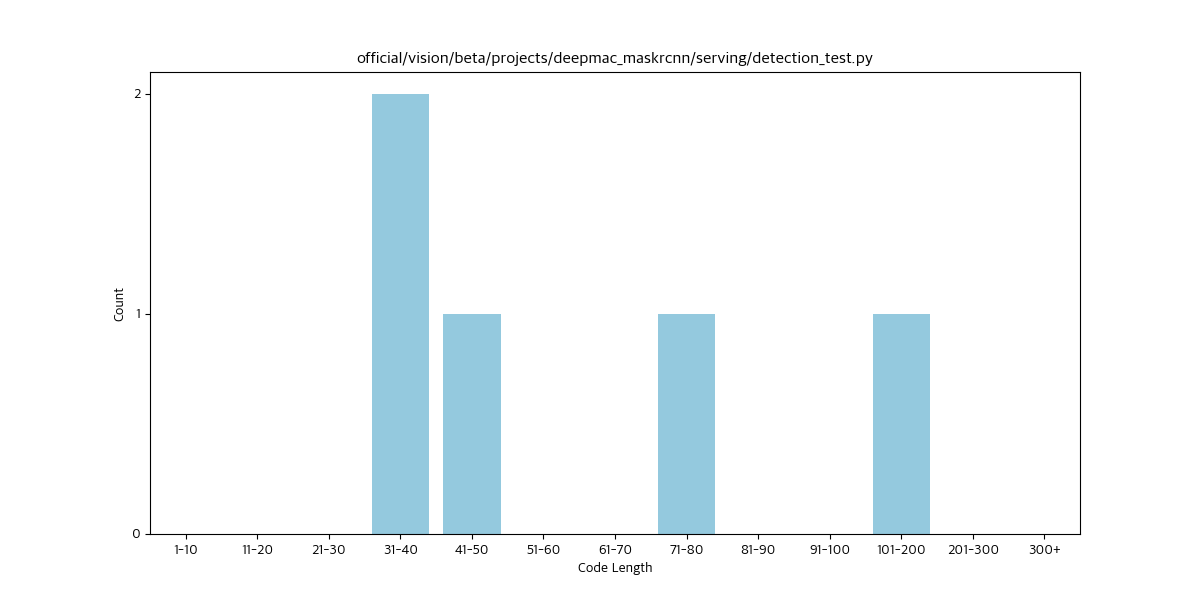 official/vision/beta/projects/deepmac_maskrcnn/serving/detection_test.py
2
1
0
Count
1-10 11-20 21-30 31-40 41-50 51-60 61-70 71-80 81-90 91-100 101-200 201-300 300+
Code Length